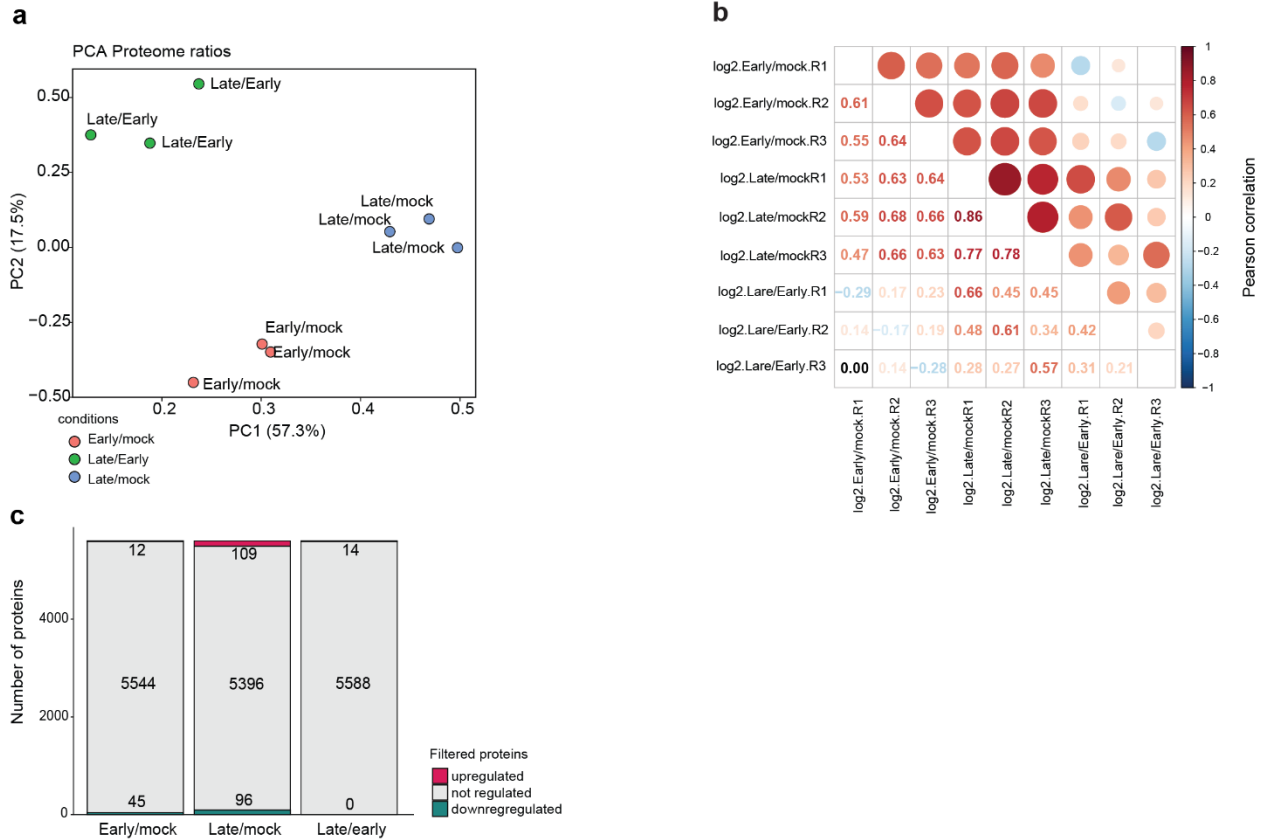 a
PCA Proteome ratios
PC2 (17.5%)
0.50
0.25
0.00
−0.25
−0.50
Late/Early
Late/Early
Late/Early
Late/mock
Late/mock
Late/mock
Early/mock
Early/mock
Early/mock
0.2 0.3 0.4 0.5
PC1 (57.3%)
conditions
Early/mock
Late/Early
Late/mock
b
log2.Early/mock.R1
log2.Early/mock.R2 0.61
log2.Early/mock.R3 0.55 0.64
log2.Late/mockR1 0.53 0.63 0.64
log2.Late/mockR2 0.59 0.68 0.66 0.86
log2.Late/mockR3 0.47 0.66 0.63 0.77 0.78
log2.Lare/Early.R1 −0.29 0.17 0.23 0.66 0.45 0.45
log2.Lare/Early.R2 0.14 −0.17 0.19 0.48 0.61 0.34 0.42
log2.Lare/Early.R3 0.00 0.14 −0.28 0.28 0.27 0.57 0.31 0.21
log2.Early/mock.R1
log2.Early/mock.R2
log2.Early/mock.R3
log2.Late/mockR1
log2.Late/mockR2
log2.Late/mockR3
log2.Lare/Early.R1
log2.Lare/Early.R2
log2.Lare/Early.R3
1
0.8
0.6
0.4
0.2
0
−0.2
−0.4
−0.6
−0.8
−1
Pearson correlation
c
Number of proteins
4000
2000
0
12 109 14
5544 5396 5588
45 96 0
Early/mock Late/mock Late/early
Filtered proteins
upregulated
not regulated
downregregulated